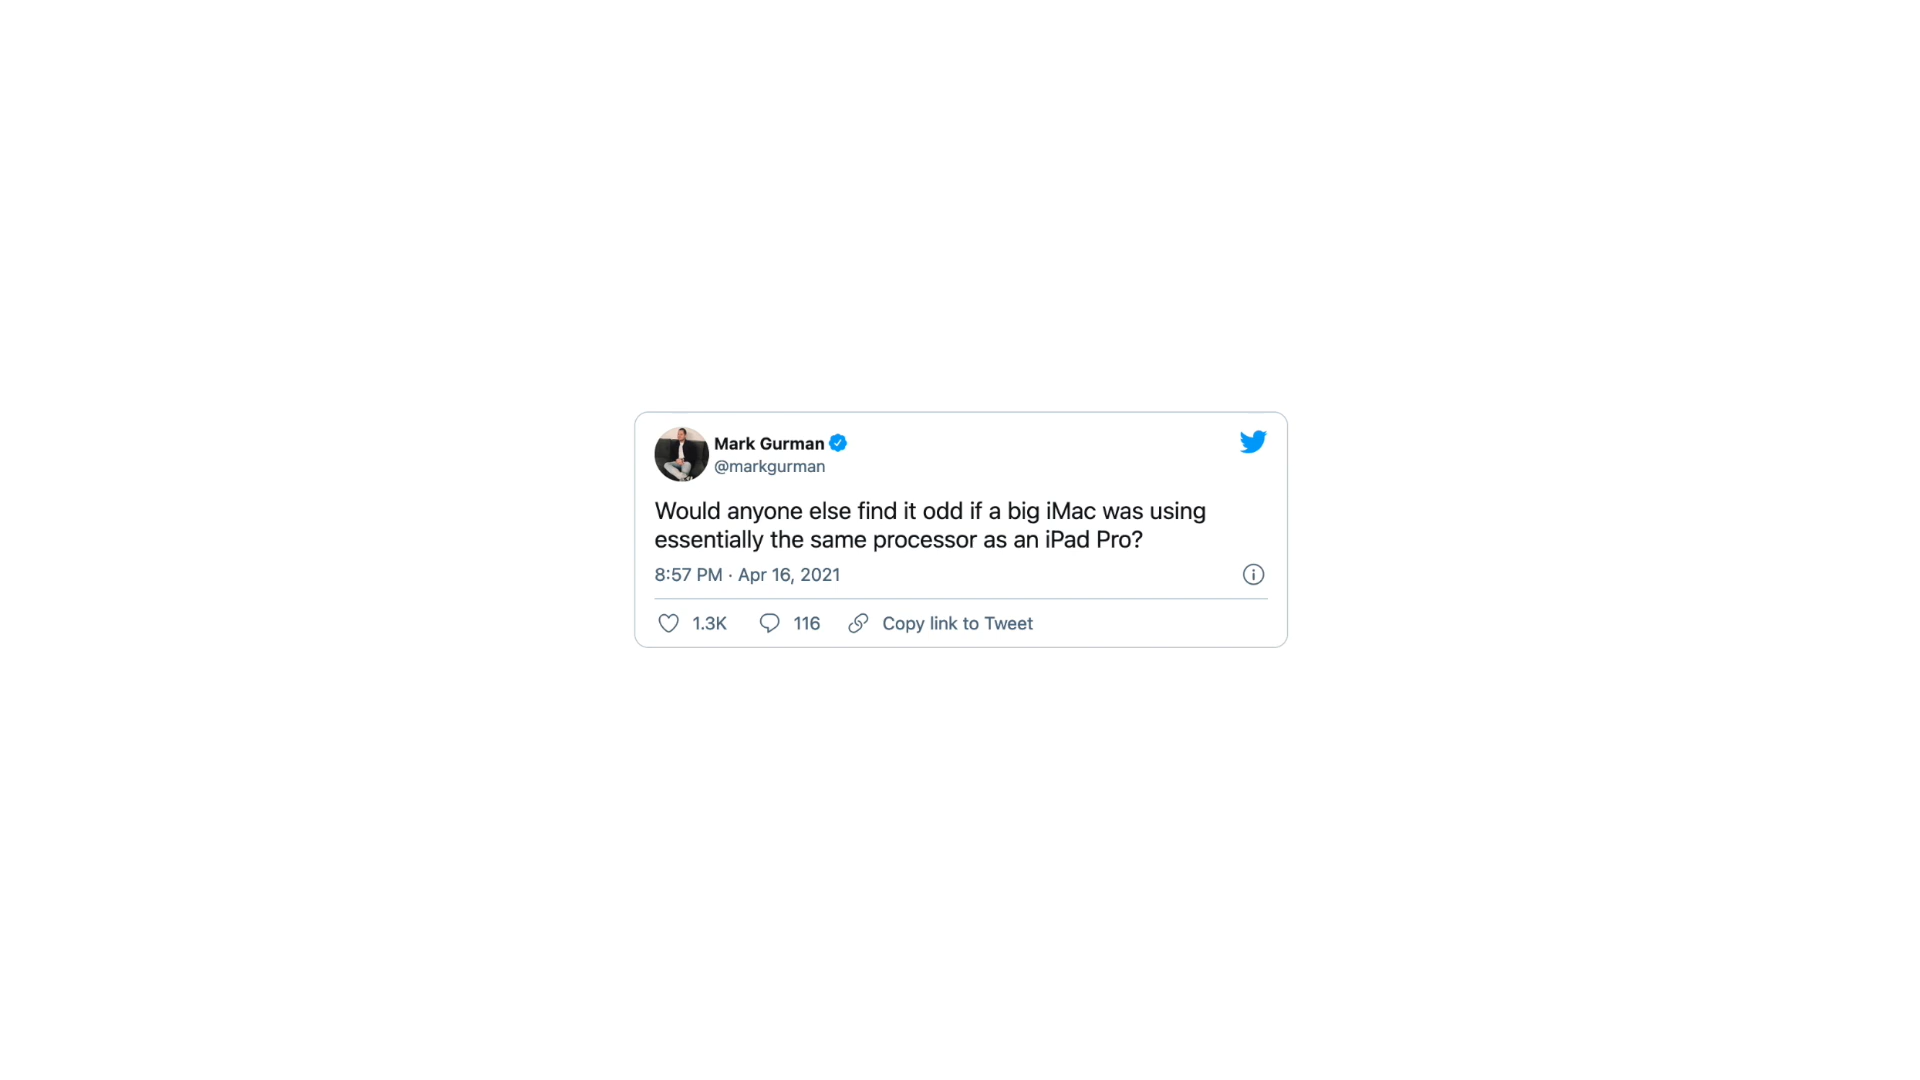 Mark Gurman
@markgurman
Would anyone else find it odd if a big iMac was using
essentially the same processor as an iPad Pro?
8:57 PM · Apr 16, 2021
1.3K 116 Copy link to Tweet